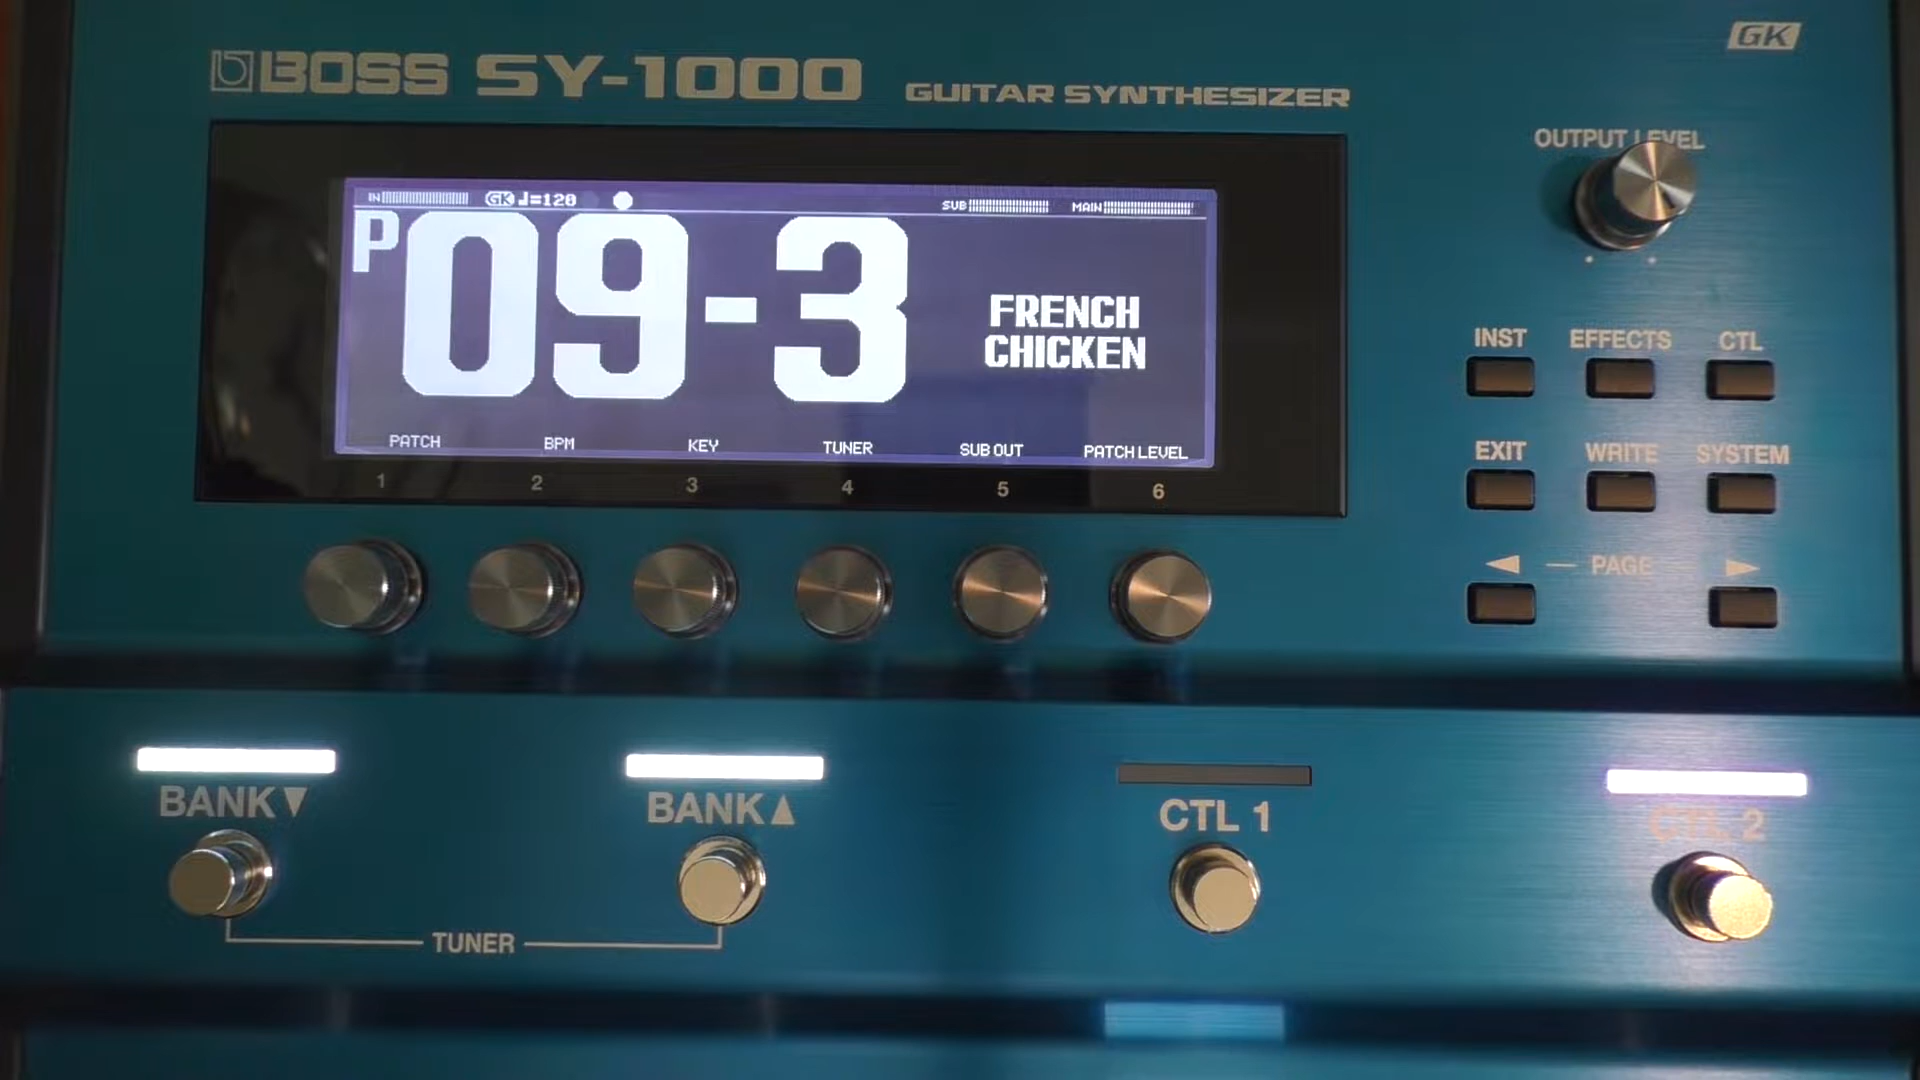 BOSS SY-1000 GUITAR SYNTHESIZER
GK
OUTPUT LEVEL
IN GK ♩=120 SUB MAIN
P09-3
FRENCH
CHICKEN
PATCH BPM KEY TUNER SUB OUT PATCH LEVEL
1 2 3 4 5 6
INST EFFECTS CTL
EXIT WRITE SYSTEM
◀ — PAGE ▶
BANK▼ BANK▲ CTL 1 CTL 2
TUNER